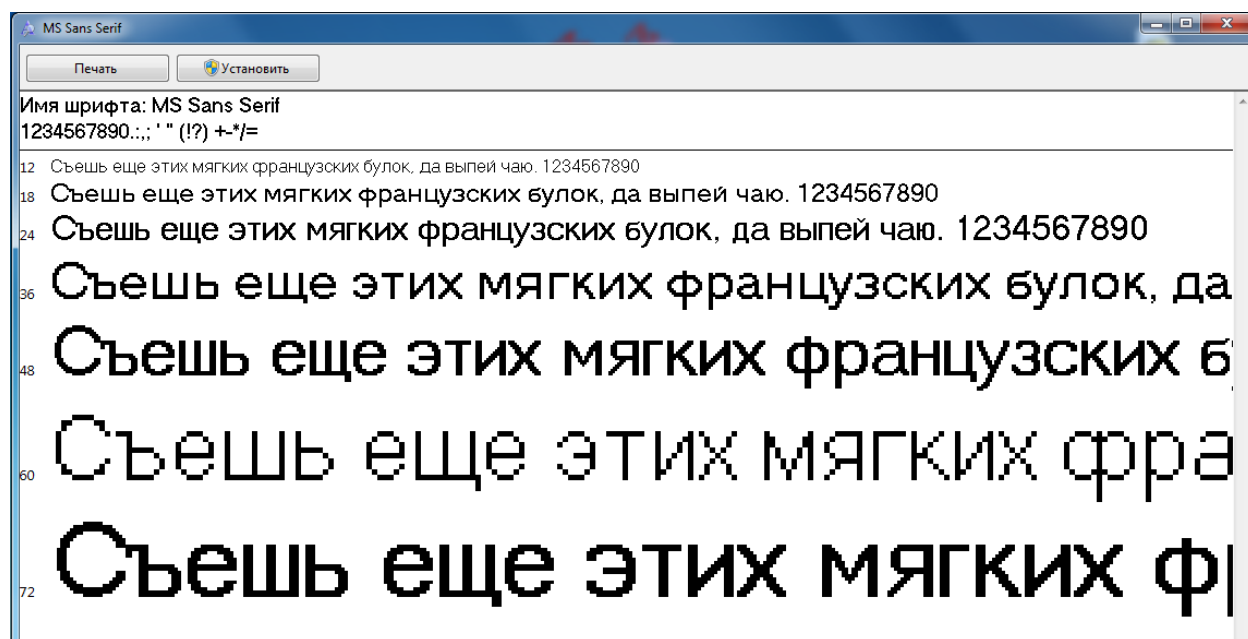 MS Sans Serif
Печать Установить
Имя шрифта: MS Sans Serif
1234567890.:,; ' " (!?) +-*/=
12 Съешь еще этих мягких французских булок, да выпей чаю. 1234567890
18 Съешь еще этих мягких французских булок, да выпей чаю. 1234567890
24 Съешь еще этих мягких французских булок, да выпей чаю. 1234567890
36 Съешь еще этих мягких французских булок, да
48 Съешь еще этих мягких французских б
60 Съешь еще этих мягких фра
72 Съешь еще этих мягких ф